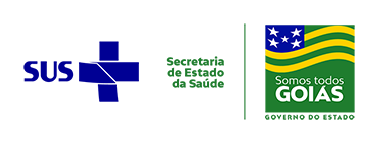 SUS
Secretaria
de Estado
da Saúde
Somos todos
GOIÁS
GOVERNO DO ESTADO